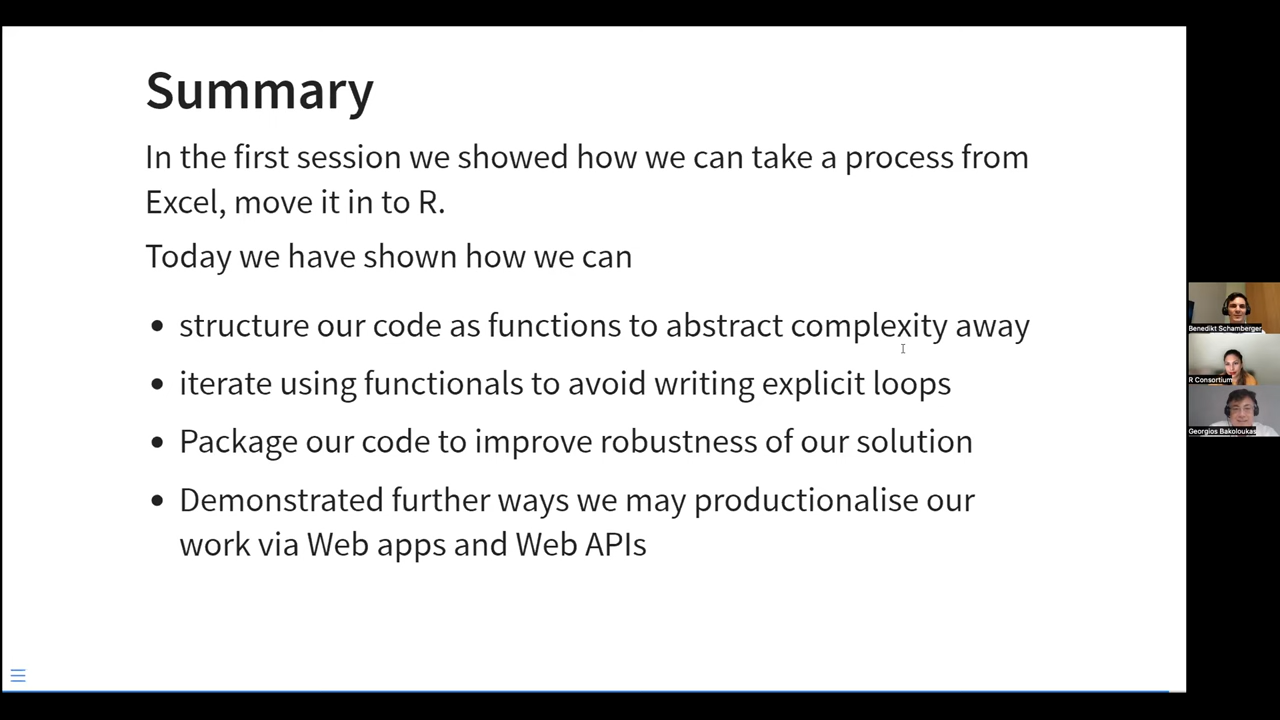 Summary
In the first session we showed how we can take a process from
Excel, move it in to R.
Today we have shown how we can
• structure our code as functions to abstract complexity away
• iterate using functionals to avoid writing explicit loops
• Package our code to improve robustness of our solution
• Demonstrated further ways we may productionalise our
work via Web apps and Web APIs
Benedikt Schamberger
R Consortium
Georgios Bakoloukas